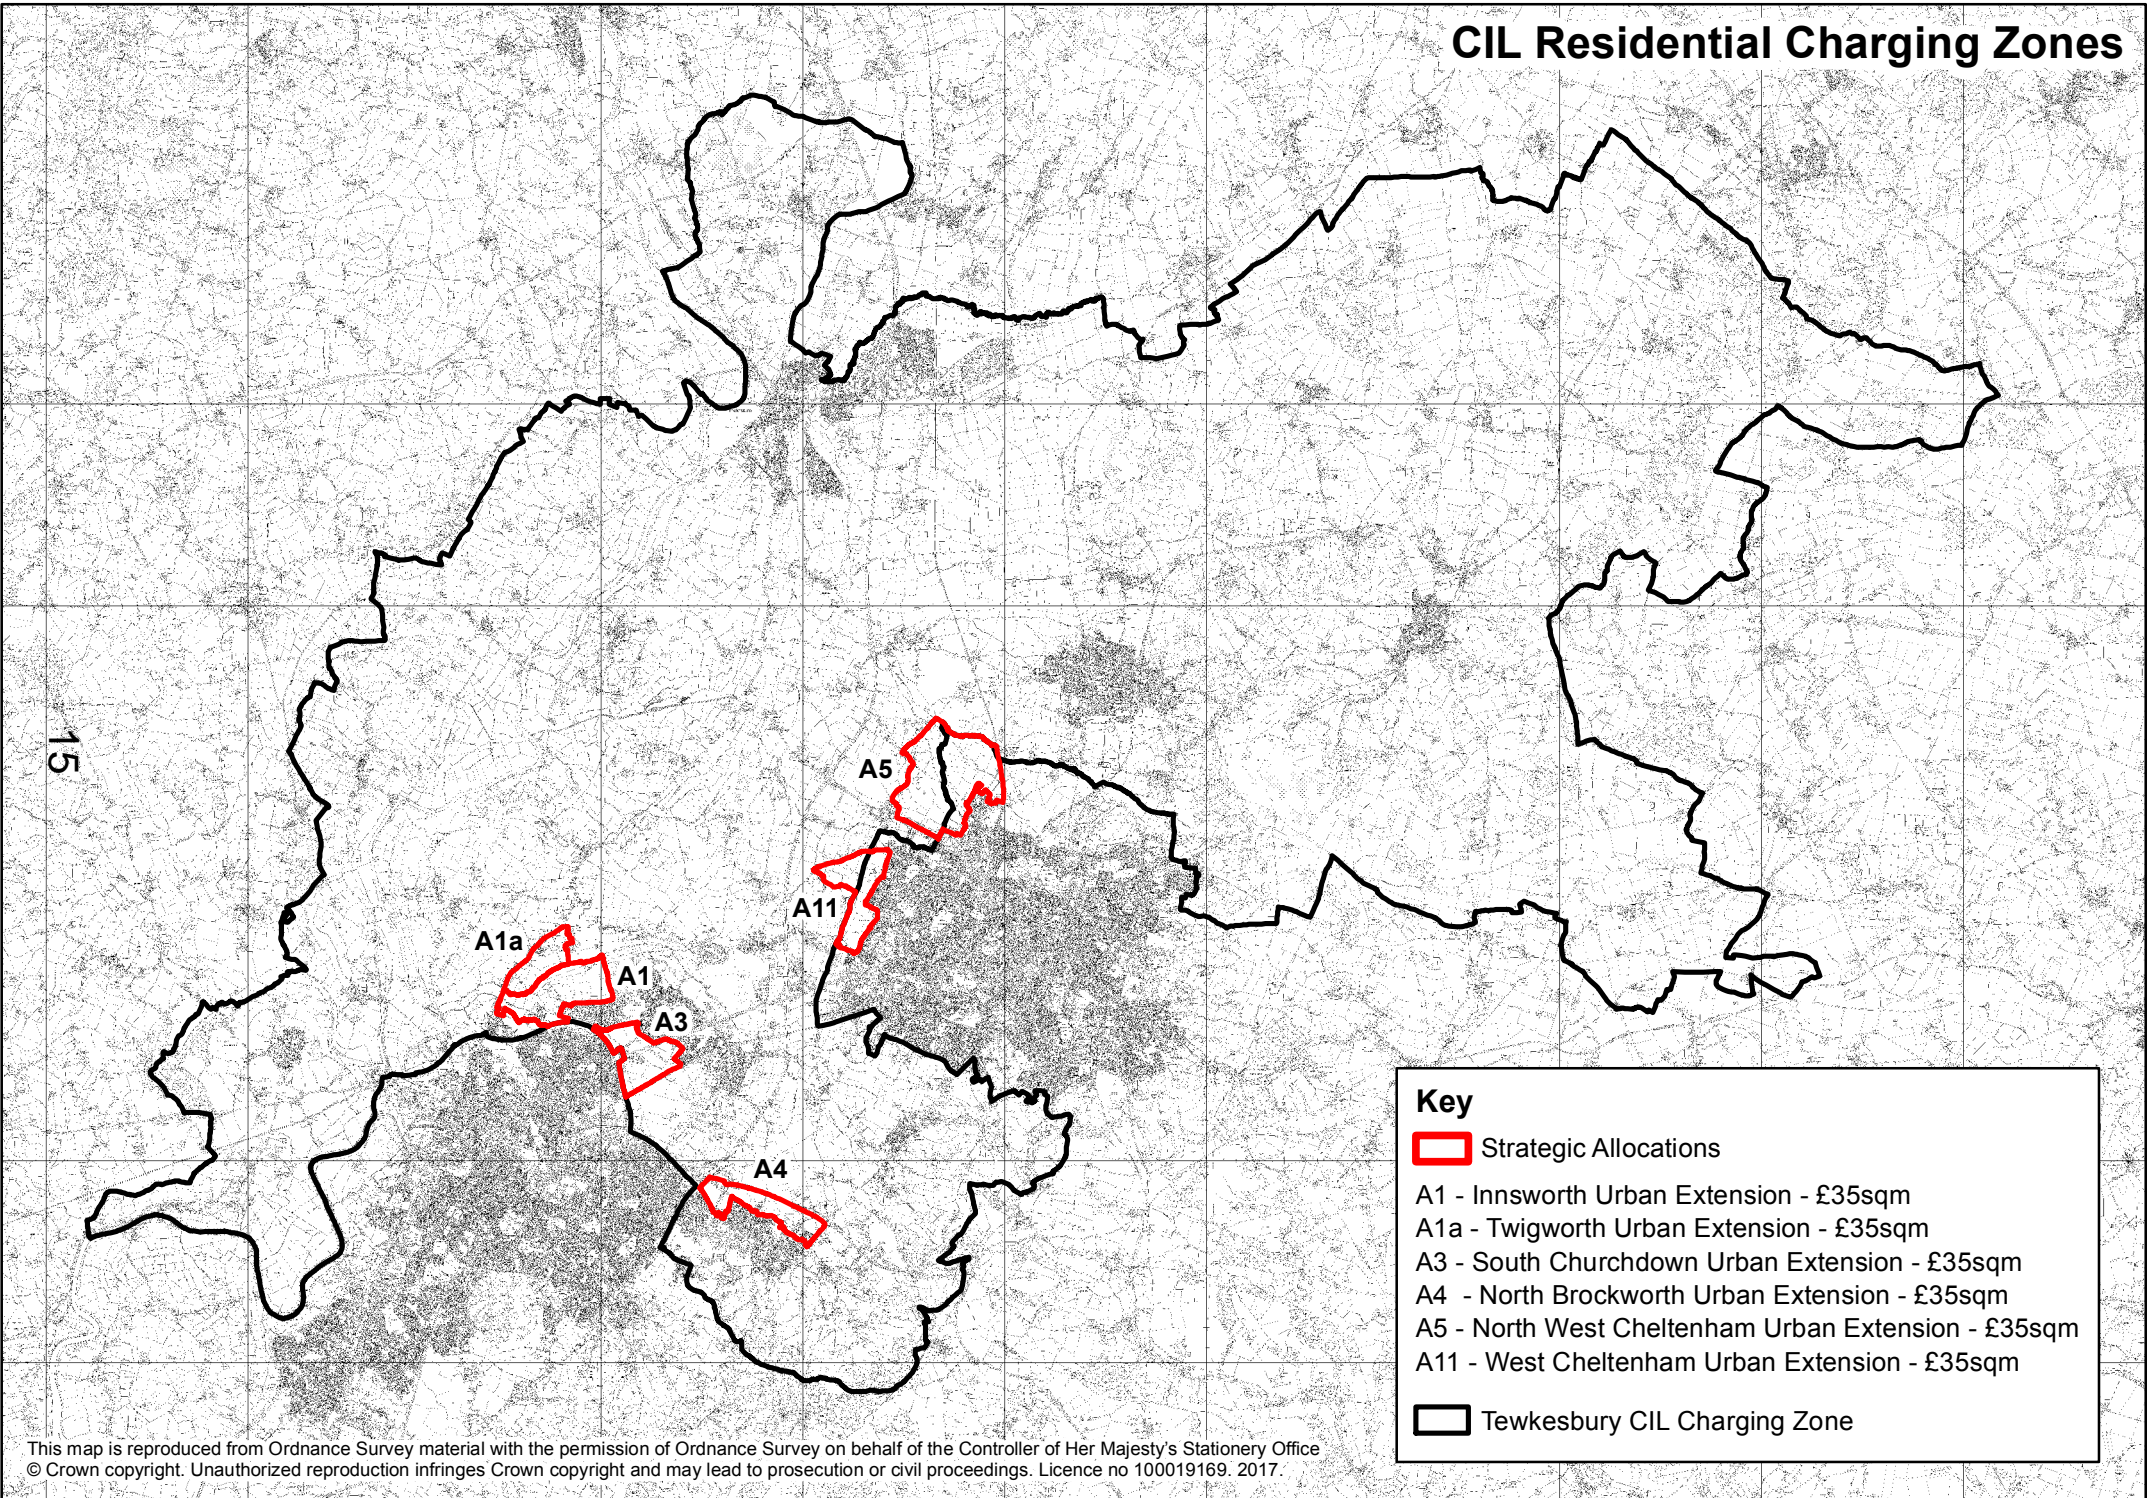 CIL Residential Charging Zones
15
A5
A11
A1a
A1
A3
A4
Key
Strategic Allocations
A1 - Innsworth Urban Extension - £35sqm
A1a - Twigworth Urban Extension - £35sqm
A3 - South Churchdown Urban Extension - £35sqm
A4 - North Brockworth Urban Extension - £35sqm
A5 - North West Cheltenham Urban Extension - £35sqm
A11 - West Cheltenham Urban Extension - £35sqm
Tewkesbury CIL Charging Zone
This map is reproduced from Ordnance Survey material with the permission of Ordnance Survey on behalf of the Controller of Her Majesty's Stationery Office
© Crown copyright. Unauthorized reproduction infringes Crown copyright and may lead to prosecution or civil proceedings. Licence no 100019169. 2017.